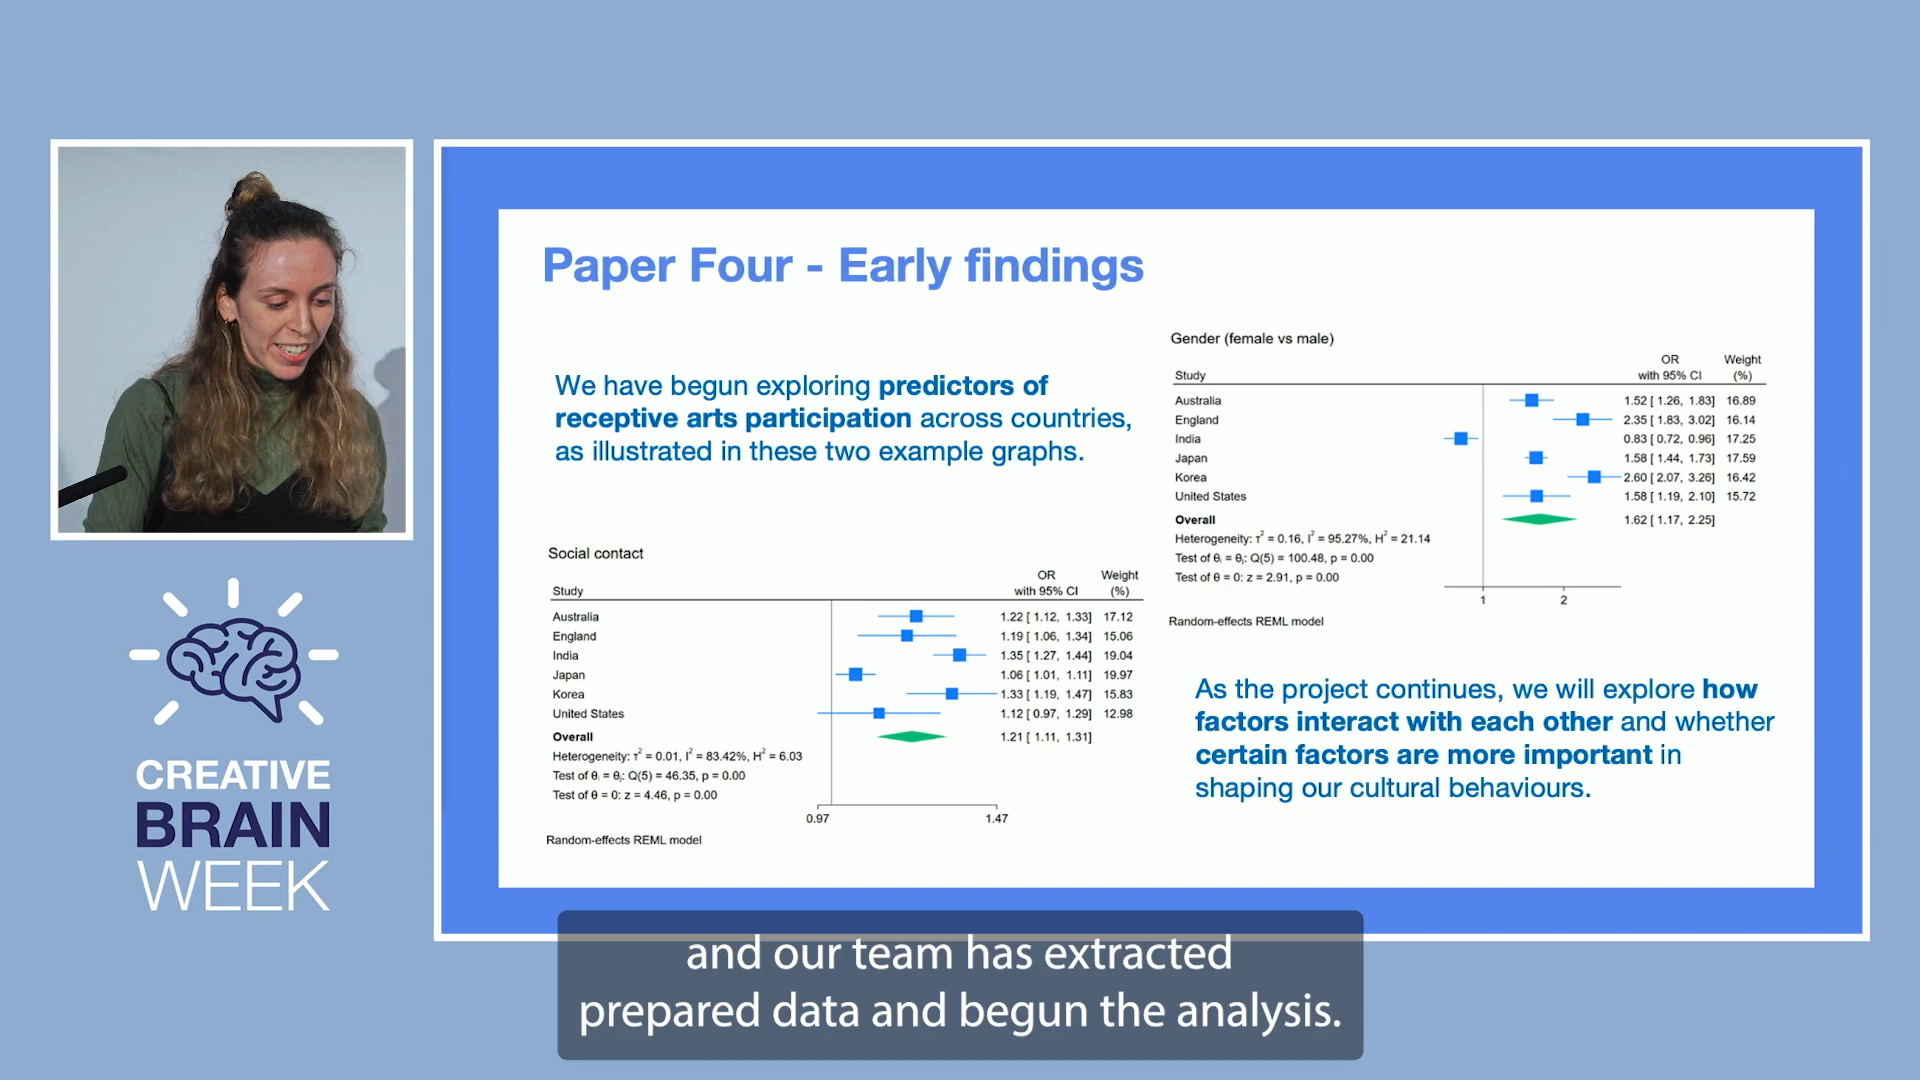 Paper Four - Early findings
We have begun exploring predictors of
receptive arts participation across countries,
as illustrated in these two example graphs.
Gender (female vs male)
OR Weight
Study with 95% CI (%)
Australia 1.52 [ 1.26, 1.83] 16.89
England 2.35 [ 1.83, 3.02] 16.14
India 0.83 [ 0.72, 0.96] 17.25
Japan 1.58 [ 1.44, 1.73] 17.59
Korea 2.60 [ 2.07, 3.26] 16.42
United States 1.58 [ 1.19, 2.10] 15.72
Overall 1.62 [ 1.17, 2.25]
Heterogeneity: τ² = 0.16, I² = 95.27%, H² = 21.14
Test of θᵢ = θⱼ: Q(5) = 100.48, p = 0.00
Test of θ = 0: z = 2.91, p = 0.00
1 2
Random-effects REML model
Social contact
OR Weight
Study with 95% CI (%)
Australia 1.22 [ 1.12, 1.33] 17.12
England 1.19 [ 1.06, 1.34] 15.06
India 1.35 [ 1.27, 1.44] 19.04
Japan 1.06 [ 1.01, 1.11] 19.97
Korea 1.33 [ 1.19, 1.47] 15.83
United States 1.12 [ 0.97, 1.29] 12.98
Overall 1.21 [ 1.11, 1.31]
Heterogeneity: τ² = 0.01, I² = 83.42%, H² = 6.03
Test of θᵢ = θⱼ: Q(5) = 46.35, p = 0.00
Test of θ = 0: z = 4.46, p = 0.00
0.97 1.47
Random-effects REML model
As the project continues, we will explore how
factors interact with each other and whether
certain factors are more important in
shaping our cultural behaviours.
CREATIVE
BRAIN
WEEK
and our team has extracted
prepared data and begun the analysis.